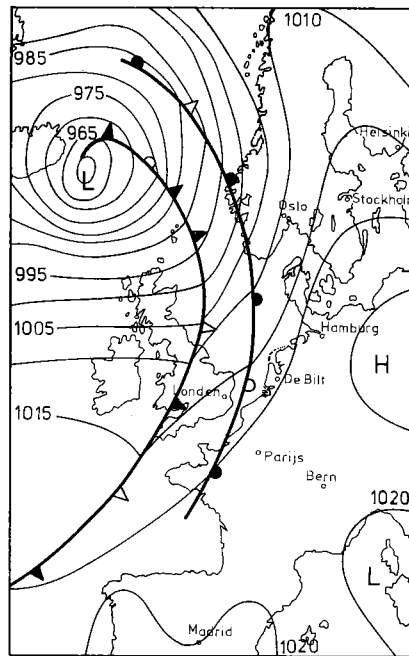 1010
985
975
965
L
Helsinki
Oslo
Stockholm
995
1005
Hamburg
H
De Bilt
Londen
1015
Parijs
Bern
1020
L
Madrid
1020